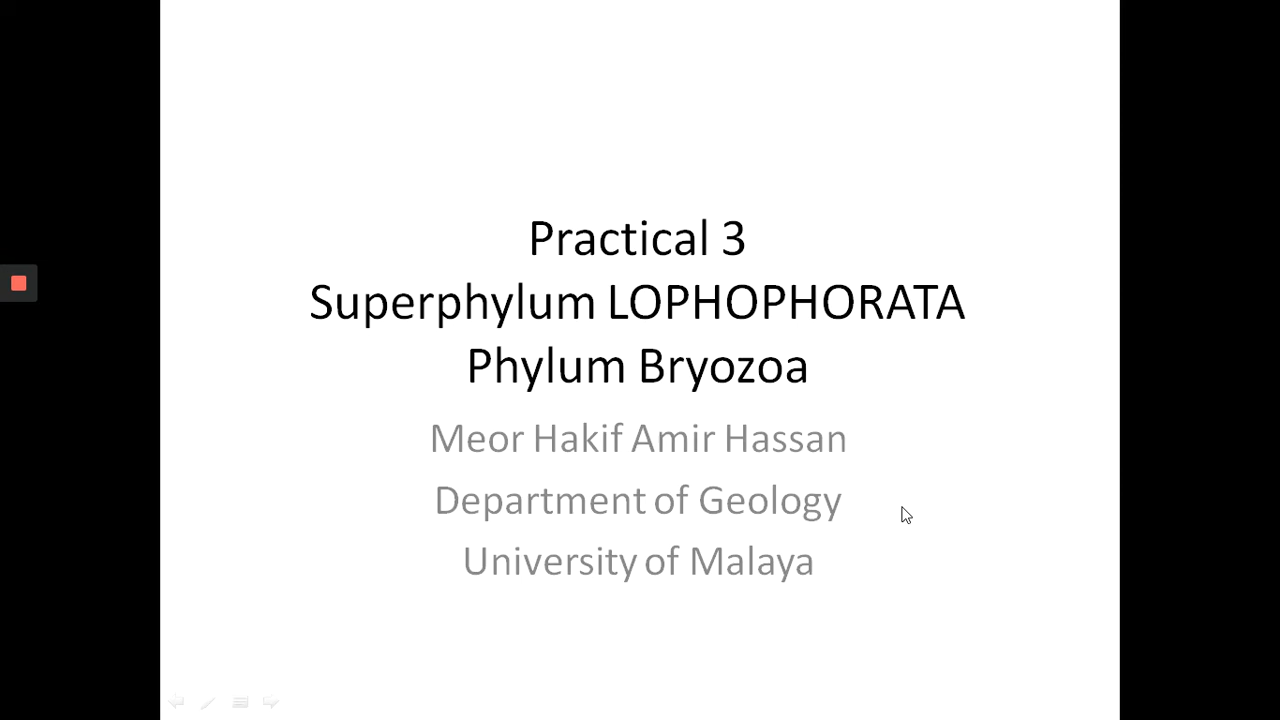 Practical 3
Superphylum LOPHOPHORATA
Phylum Bryozoa
Meor Hakif Amir Hassan
Department of Geology
University of Malaya